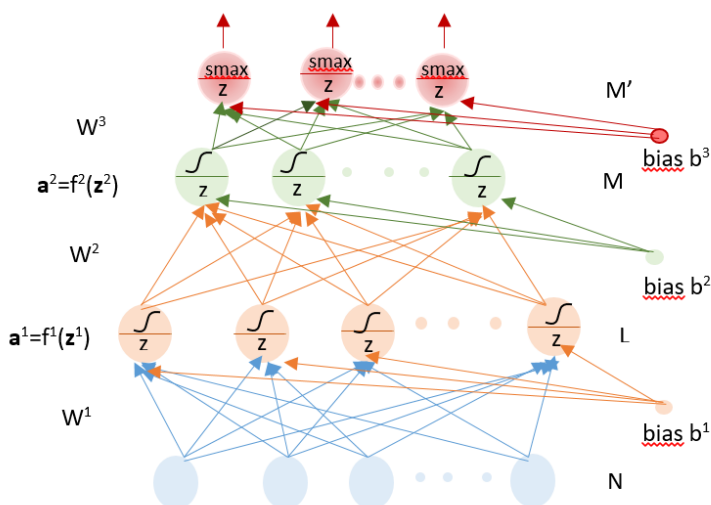 smax smax smax
z z z
M'
W³
bias b³
a²=f²(z²)
z z z
M
W²
bias b²
a¹=f¹(z¹)
z z z z
L
W¹
bias b¹
N